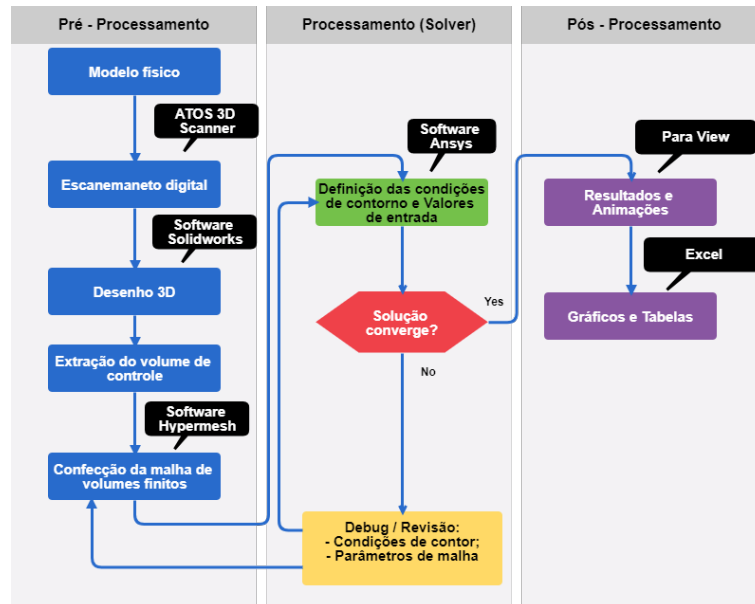 Pré - Processamento
Modelo físico
ATOS 3D
Scanner
Escanemaneto digital
Software
Solidworks
Desenho 3D
Extração do volume de
controle
Software
Hypermesh
Confecção da malha de
volumes finitos
Processamento (Solver)
Software
Ansys
Definição das condições
de contorno e Valores
de entrada
Solução
converge?
Yes
No
Debug / Revisão:
- Condições de contor;
- Parâmetros de malha
Pós - Processamento
Para View
Resultados e
Animações
Excel
Gráficos e Tabelas